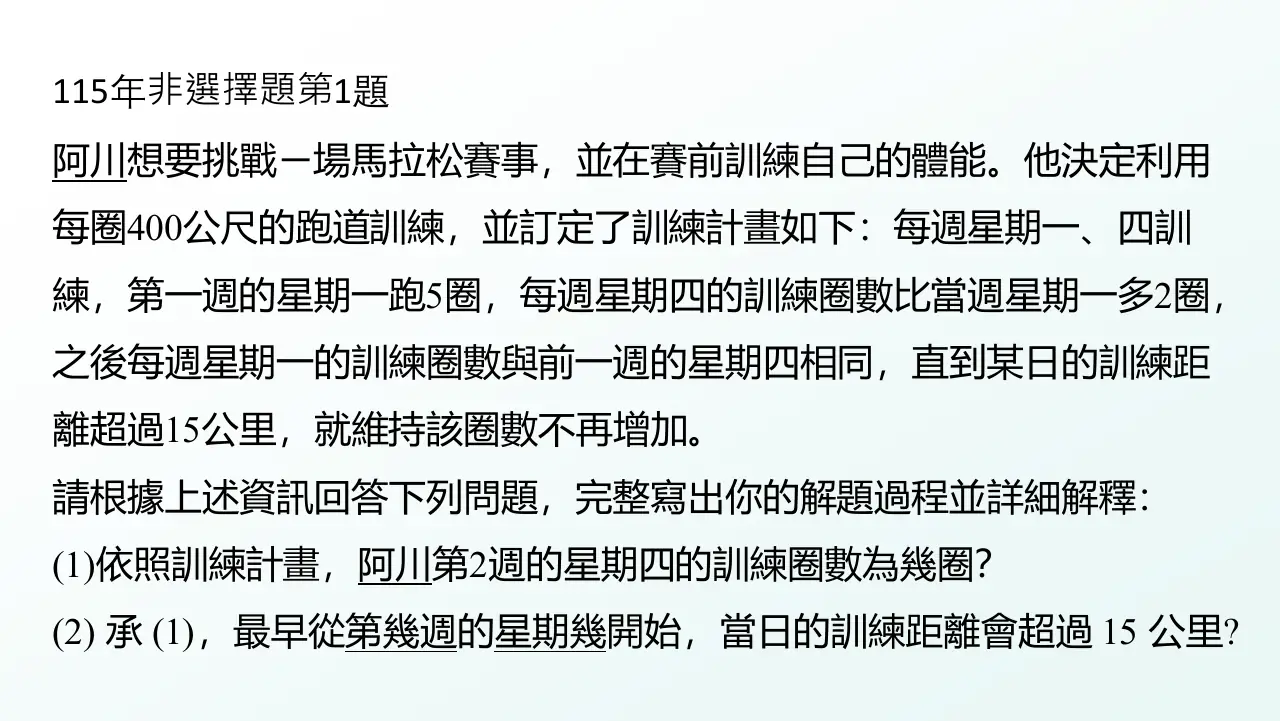 115年非選擇題第1題
阿川想要挑戰一場馬拉松賽事，並在賽前訓練自己的體能。他決定利用
每圈400公尺的跑道訓練，並訂定了訓練計畫如下：每週星期一、四訓
練，第一週的星期一跑5圈，每週星期四的訓練圈數比當週星期一多2圈，
之後每週星期一的訓練圈數與前一週的星期四相同，直到某日的訓練距
離超過15公里，就維持該圈數不再增加。
請根據上述資訊回答下列問題，完整寫出你的解題過程並詳細解釋：
(1)依照訓練計畫，阿川第2週的星期四的訓練圈數為幾圈？
(2) 承 (1)，最早從第幾週的星期幾開始，當日的訓練距離會超過 15 公里?